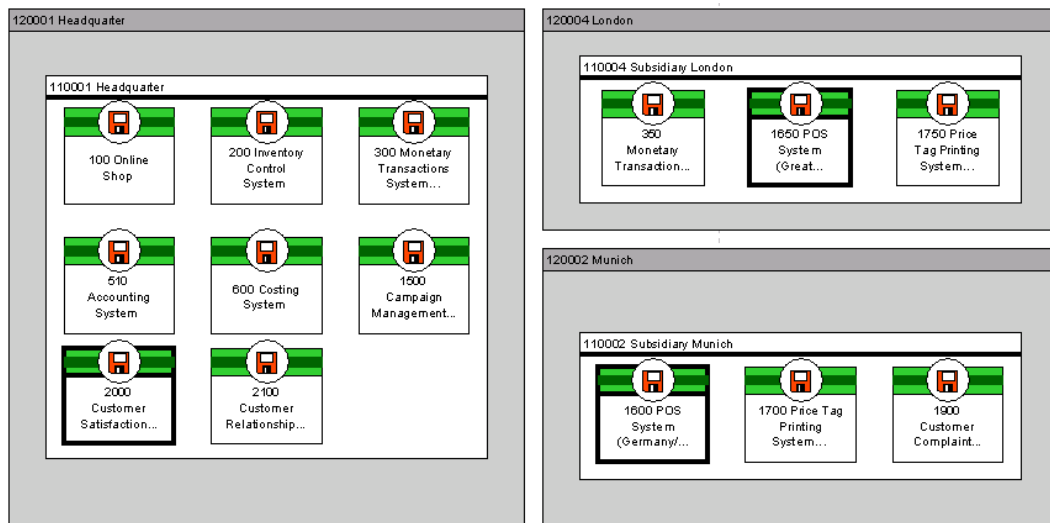 120001 Headquarter
110001 Headquarter
100 Online
Shop
200 Inventory
Control
System
300 Monetary
Transactions
System...
510
Accounting
System
600 Costing
System
1500
Campaign
Management...
2000
Customer
Satisfaction...
2100
Customer
Relationship...
120004 London
110004 Subsidiary London
350
Monetary
Transaction...
1650 POS
System
(Great...
1750 Price
Tag Printing
System...
120002 Munich
110002 Subsidiary Munich
1600 POS
System
(Germany/...
1700 Price Tag
Printing
System...
1900
Customer
Complaint...